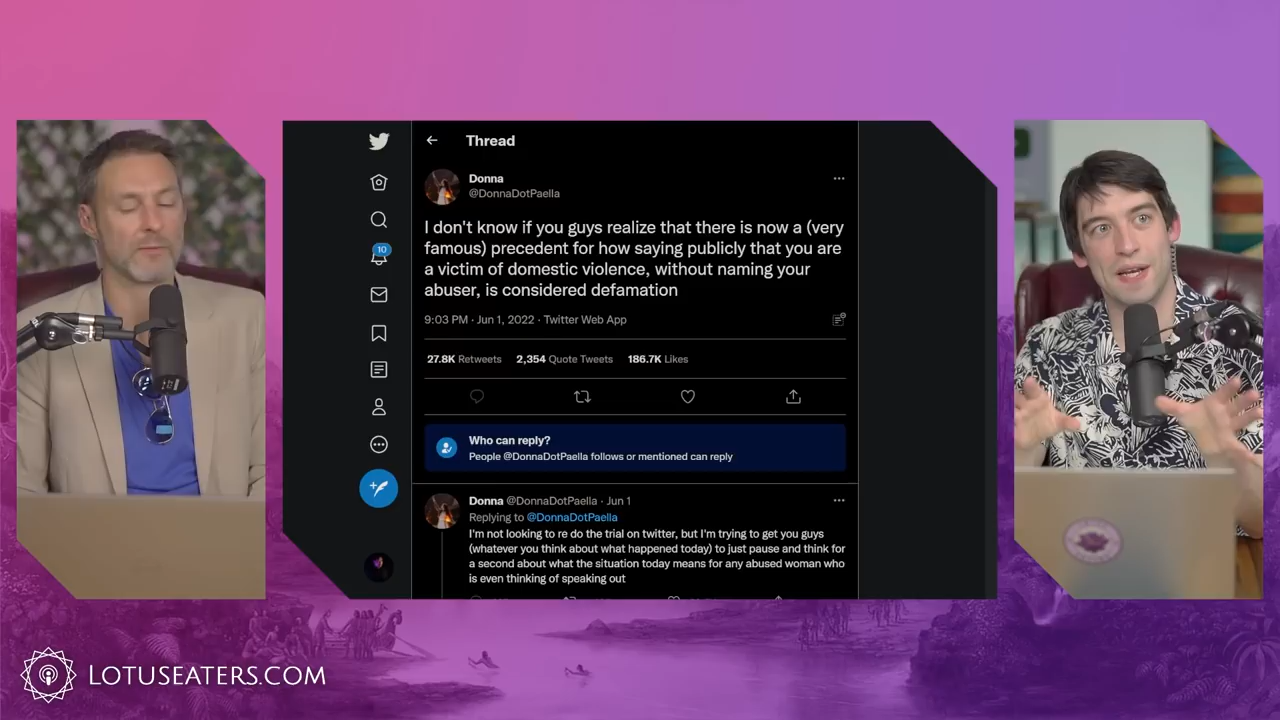 Thread
Donna
@DonnaDotPaella
I don't know if you guys realize that there is now a (very
famous) precedent for how saying publicly that you are
a victim of domestic violence, without naming your
abuser, is considered defamation
9:03 PM · Jun 1, 2022 · Twitter Web App
27.8K Retweets 2,354 Quote Tweets 186.7K Likes
10
Who can reply?
People @DonnaDotPaella follows or mentioned can reply
Donna @DonnaDotPaella · Jun 1
Replying to @DonnaDotPaella
I'm not looking to re do the trial on twitter, but I'm trying to get you guys
(whatever you think about what happened today) to just pause and think for
a second about what the situation today means for any abused woman who
is even thinking of speaking out
LOTUSEATERS.COM